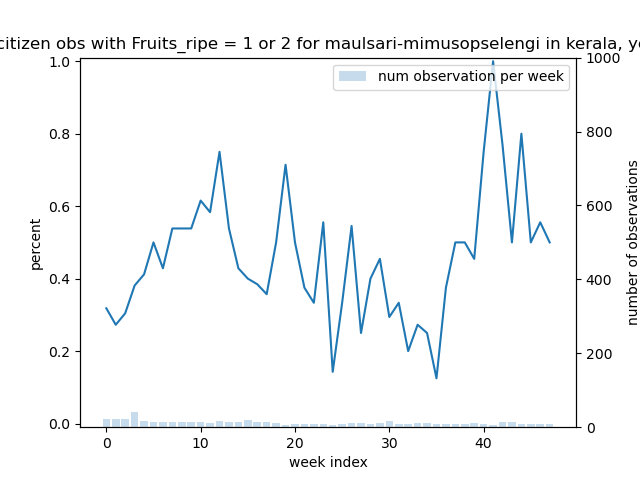 citizen obs with Fruits_ripe = 1 or 2 for maulsari-mimusopselengi in kerala,
num observation per week
percent
1.0
0.8
0.6
0.4
0.2
0.0
1000
800
600
400
200
0
number of observations
0 10 20 30 40
week index